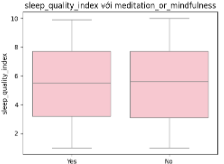 sleep_quality_index với meditation_or_mindfulness
10
8
6
4
2
sleep_quality_index
Yes
No